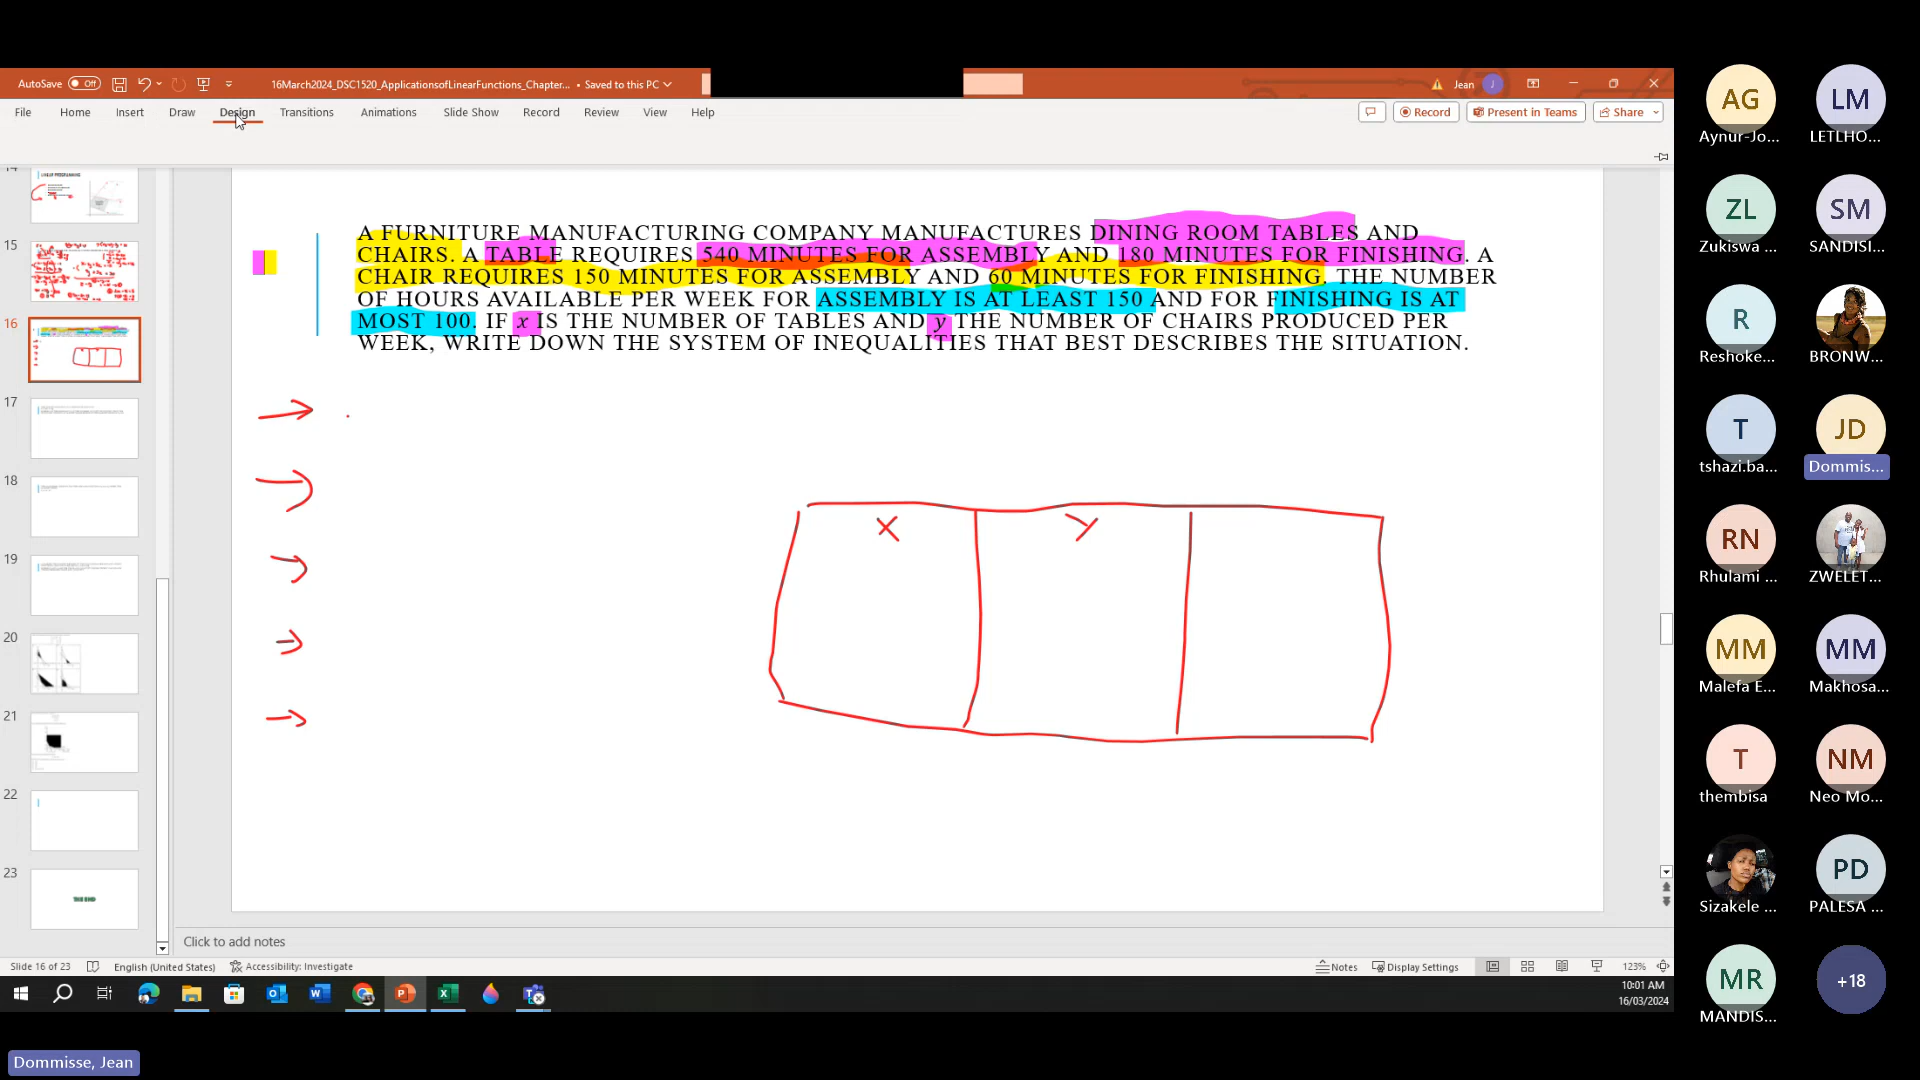 AutoSave Off
16March2024_DSC1520_ApplicationsofLinearFunctions_Chapter... • Saved to this PC
Jean J
File Home Insert Draw Design Transitions Animations Slide Show Record Review View Help
Record Present in Teams Share
14
15
16
17
18
19
20
21
22
23
LINEAR PROGRAMMING
THE END
A FURNITURE MANUFACTURING COMPANY MANUFACTURES DINING ROOM TABLES AND
CHAIRS. A TABLE REQUIRES 540 MINUTES FOR ASSEMBLY AND 180 MINUTES FOR FINISHING. A
CHAIR REQUIRES 150 MINUTES FOR ASSEMBLY AND 60 MINUTES FOR FINISHING. THE NUMBER
OF HOURS AVAILABLE PER WEEK FOR ASSEMBLY IS AT LEAST 150 AND FOR FINISHING IS AT
MOST 100. IF x IS THE NUMBER OF TABLES AND y THE NUMBER OF CHAIRS PRODUCED PER
WEEK, WRITE DOWN THE SYSTEM OF INEQUALITIES THAT BEST DESCRIBES THE SITUATION.
x y
Click to add notes
Slide 16 of 23 English (United States) Accessibility: Investigate
Notes Display Settings 123%
10:01 AM
16/03/2024
AG LM
Aynur-Jo... LETLHO...
ZL SM
Zukiswa ... SANDISI...
R
Reshoke... BRONW...
T JD
tshazi.ba... Dommis...
RN
Rhulami ... ZWELET...
MM MM
Malefa E... Makhosa...
T NM
thembisa Neo Mo...
PD
Sizakele ... PALESA ...
MR +18
MANDIS...
Dommisse, Jean